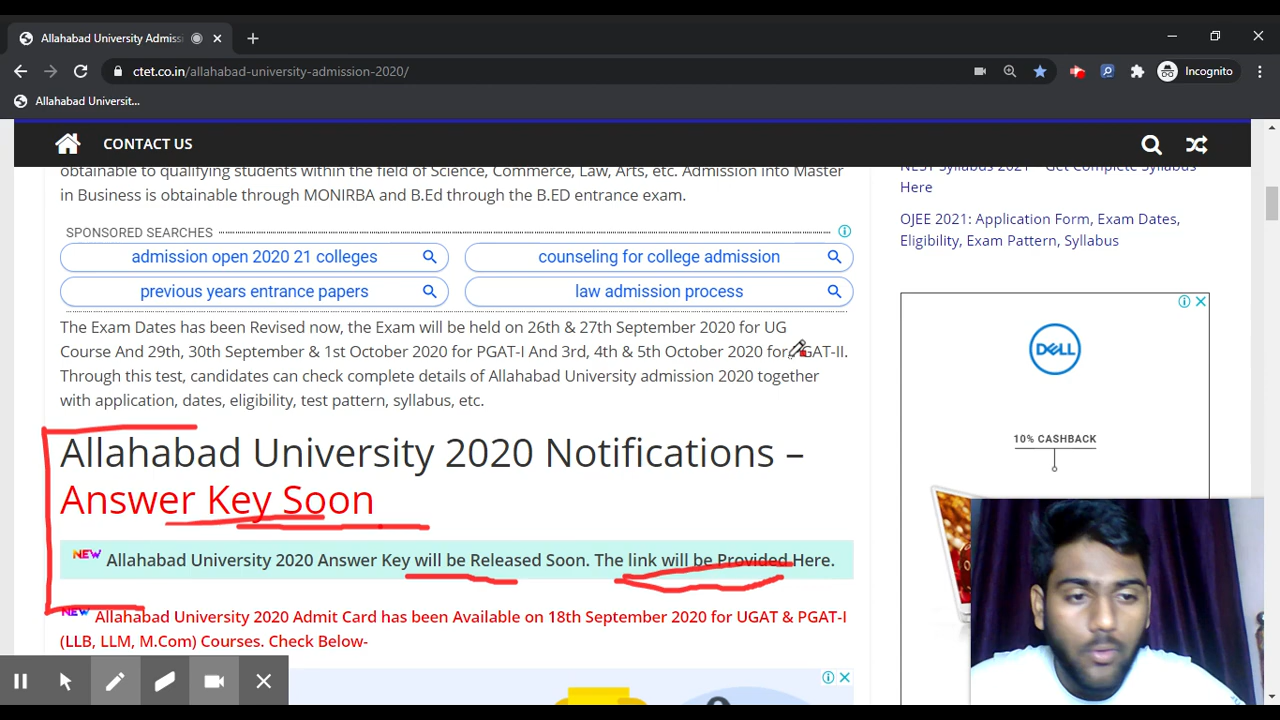 Allahabad University Admiss
ctet.co.in/allahabad-university-admission-2020/
Incognito
Allahabad Universit...
CONTACT US
obtainable to qualifying students within the field of Science, Commerce, Law, Arts, etc. Admission into Master
in Business is obtainable through MONIRBA and B.Ed through the B.ED entrance exam.
SPONSORED SEARCHES
admission open 2020 21 colleges
counseling for college admission
previous years entrance papers
law admission process
The Exam Dates has been Revised now, the Exam will be held on 26th & 27th September 2020 for UG
Course And 29th, 30th September & 1st October 2020 for PGAT-I And 3rd, 4th & 5th October 2020 for PGAT-II.
Through this test, candidates can check complete details of Allahabad University admission 2020 together
with application, dates, eligibility, test pattern, syllabus, etc.
Allahabad University 2020 Notifications –
Answer Key Soon
NEW Allahabad University 2020 Answer Key will be Released Soon. The link will be Provided Here.
NEW Allahabad University 2020 Admit Card has been Available on 18th September 2020 for UGAT & PGAT-I
(LLB, LLM, M.Com) Courses. Check Below-
NEST Syllabus 2021 – Get Complete Syllabus
Here
OJEE 2021: Application Form, Exam Dates,
Eligibility, Exam Pattern, Syllabus
DELL
10% CASHBACK